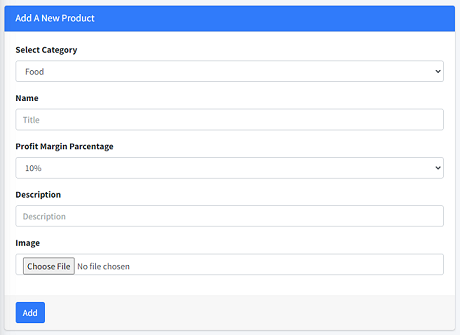 Add A New Product
Select Category
Food
Name
Title
Profit Margin Parcentage
10%
Description
Description
Image
Choose File No file chosen
Add